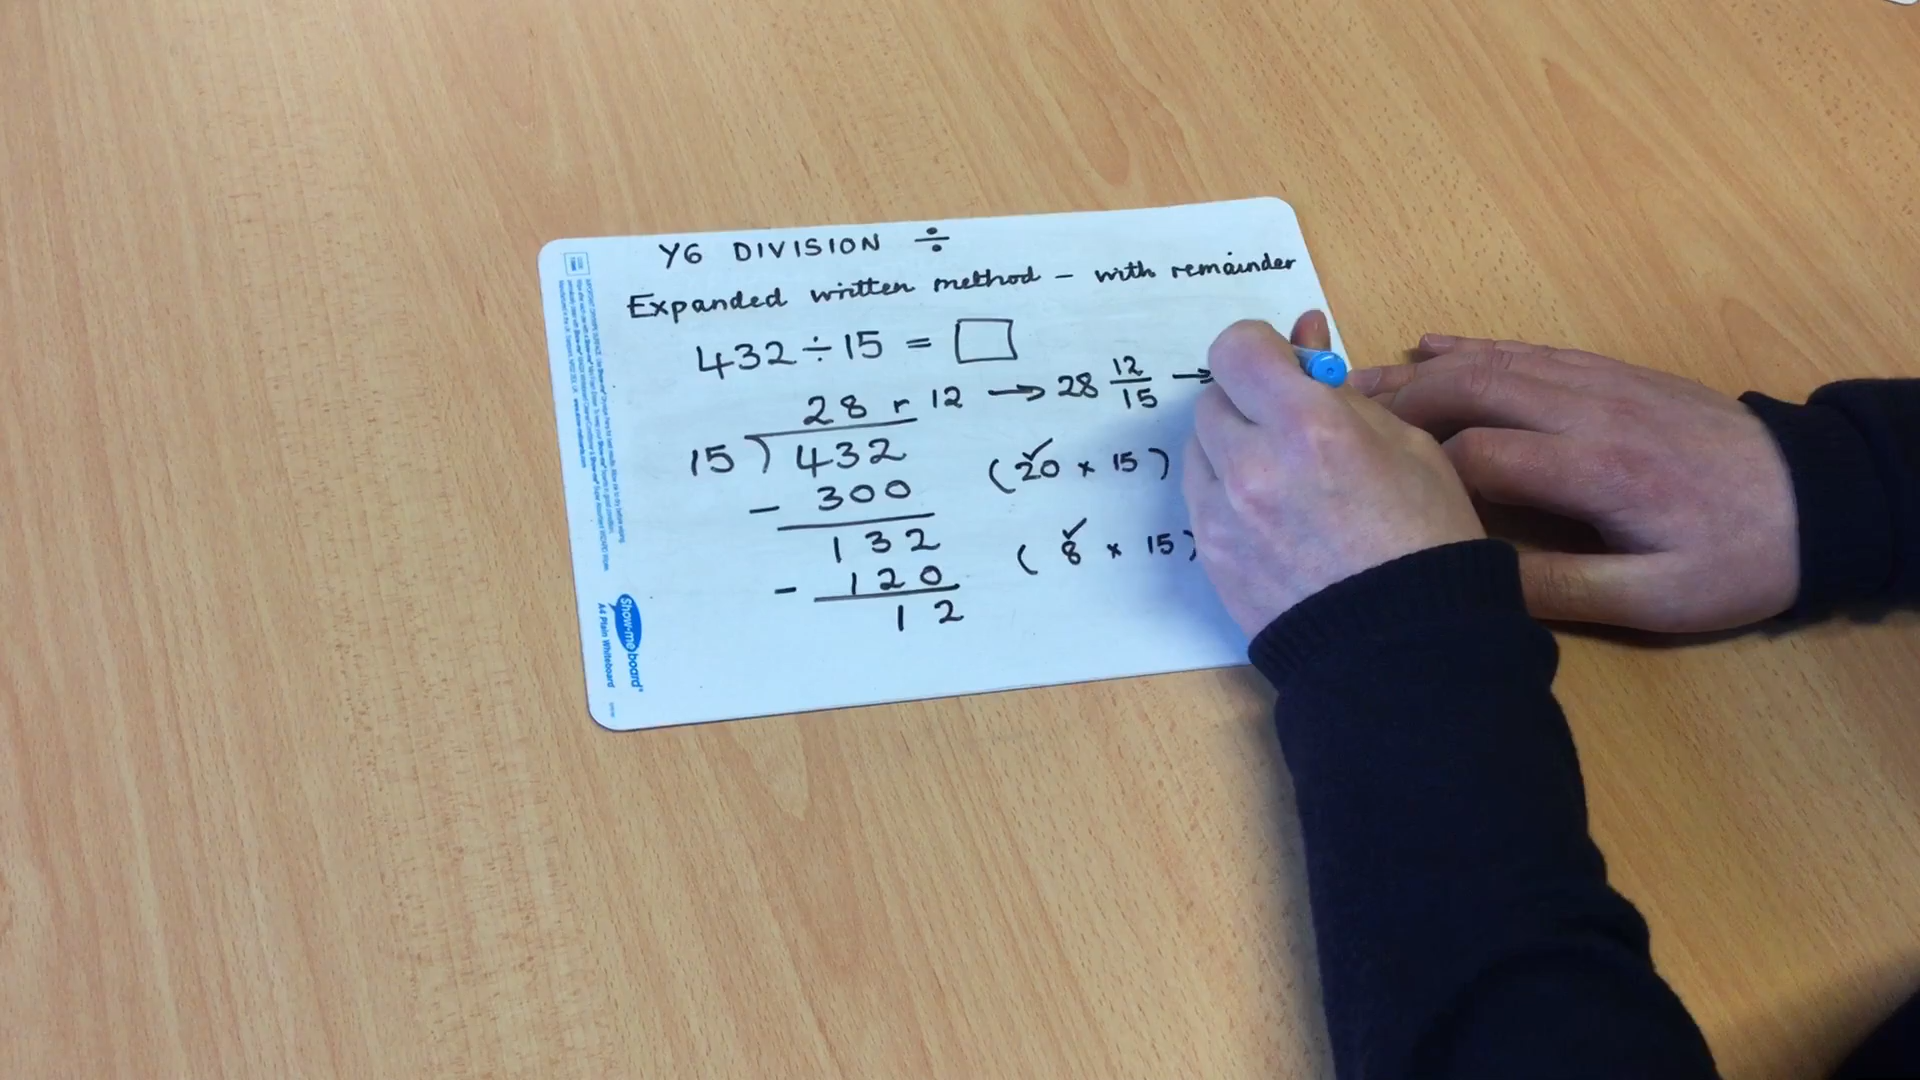 Y6 DIVISION ÷
Expanded written method – with remainder
432 ÷ 15 = □
28 r 12 → 28 12/15 →
15 ) 432 (20 × 15)
– 300
132 (8 × 15)
– 120
12
Show-me board
A4 Plain Whiteboard